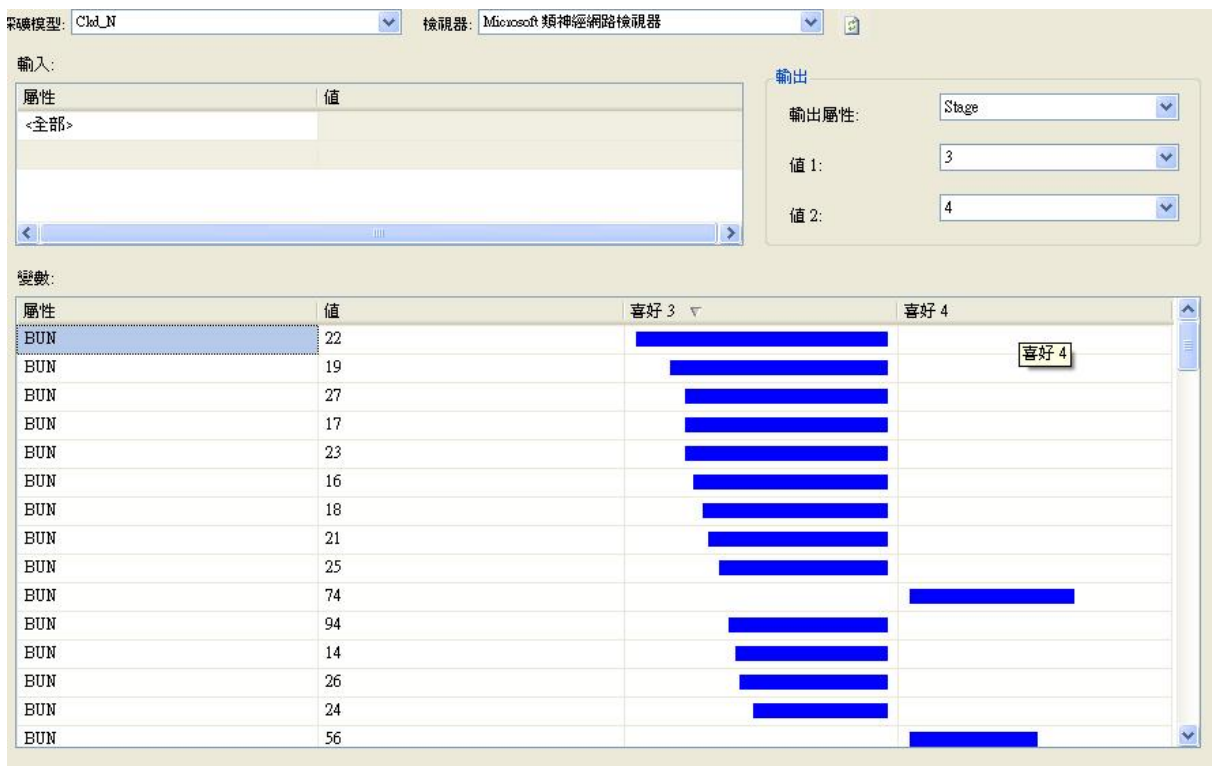 採礦模型: Ckd_N 檢視器: Microsoft 類神經網路檢視器
輸入:
屬性 值
<全部>
輸出
輸出屬性: Stage
值 1: 3
值 2: 4
變數:
屬性 值 喜好 3 喜好 4
BUN 22
喜好 4
BUN 19
BUN 27
BUN 17
BUN 23
BUN 16
BUN 18
BUN 21
BUN 25
BUN 74
BUN 94
BUN 14
BUN 26
BUN 24
BUN 56